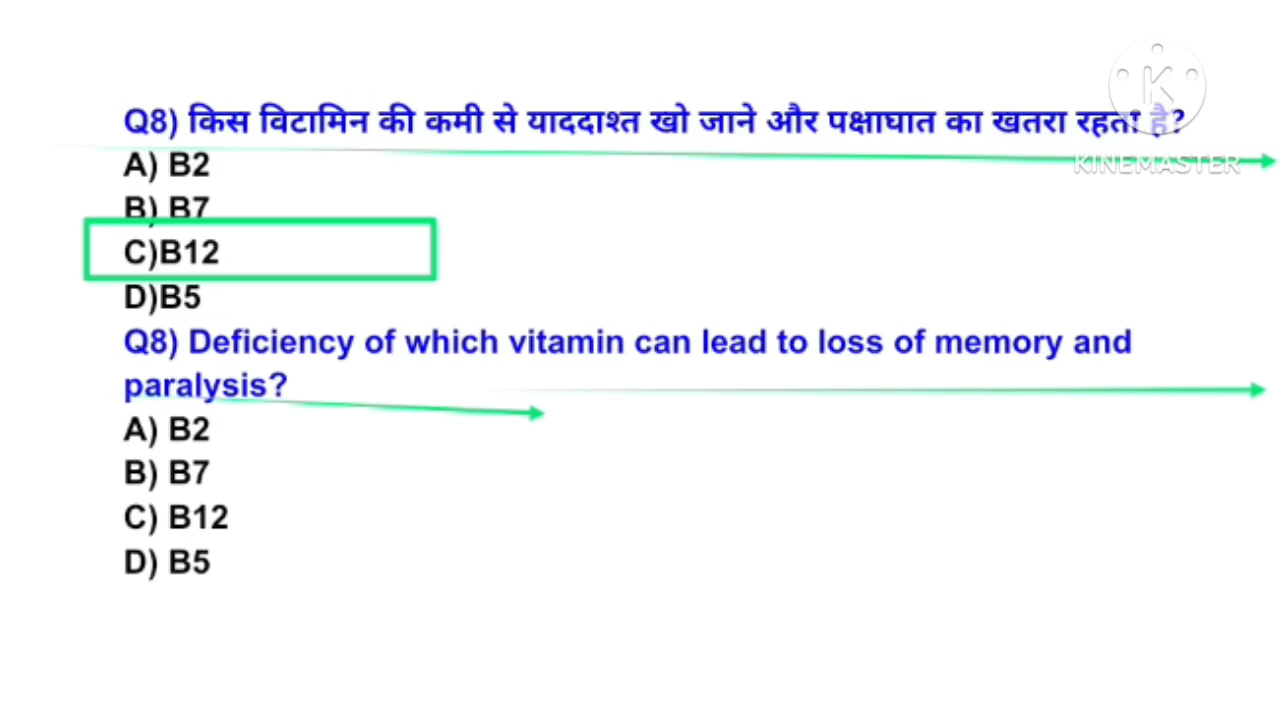 Q8) किस विटामिन की कमी से याददाश्त खो जाने और पक्षाघात का खतरा रहता है?
A) B2
B) B7
C)B12
D)B5
Q8) Deficiency of which vitamin can lead to loss of memory and
paralysis?
A) B2
B) B7
C) B12
D) B5
K
KINEMASTER